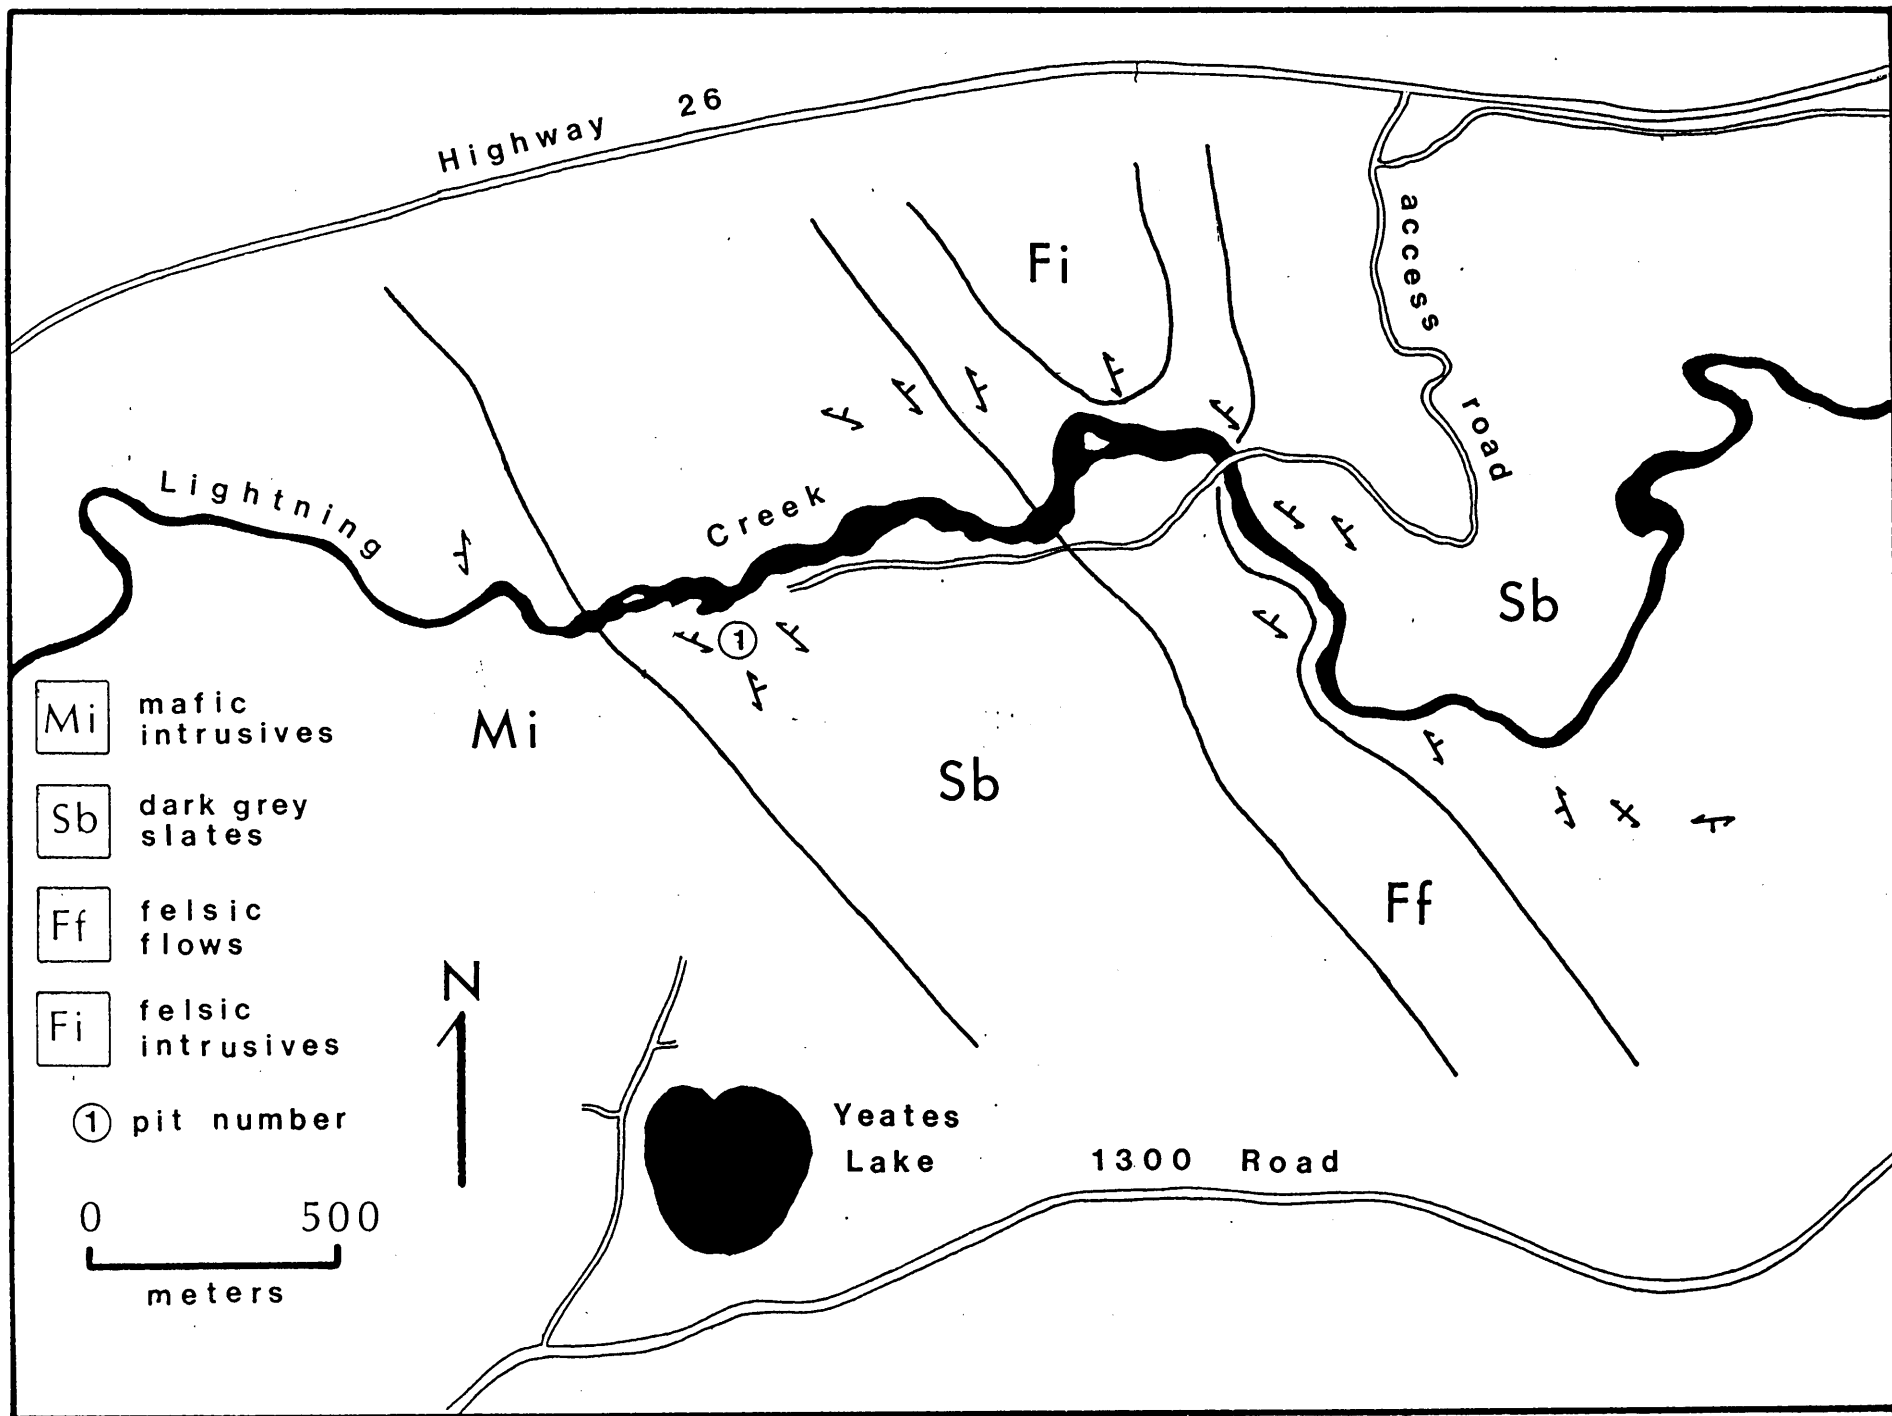 Highway 26
access road
Fi
Lightning Creek
Sb
1
Mi
Sb
Ff
Mi mafic
intrusives
Sb dark grey
slates
Ff felsic
flows
Fi felsic
intrusives
1 pit number
N
0 500
meters
Yeates
Lake
1300 Road